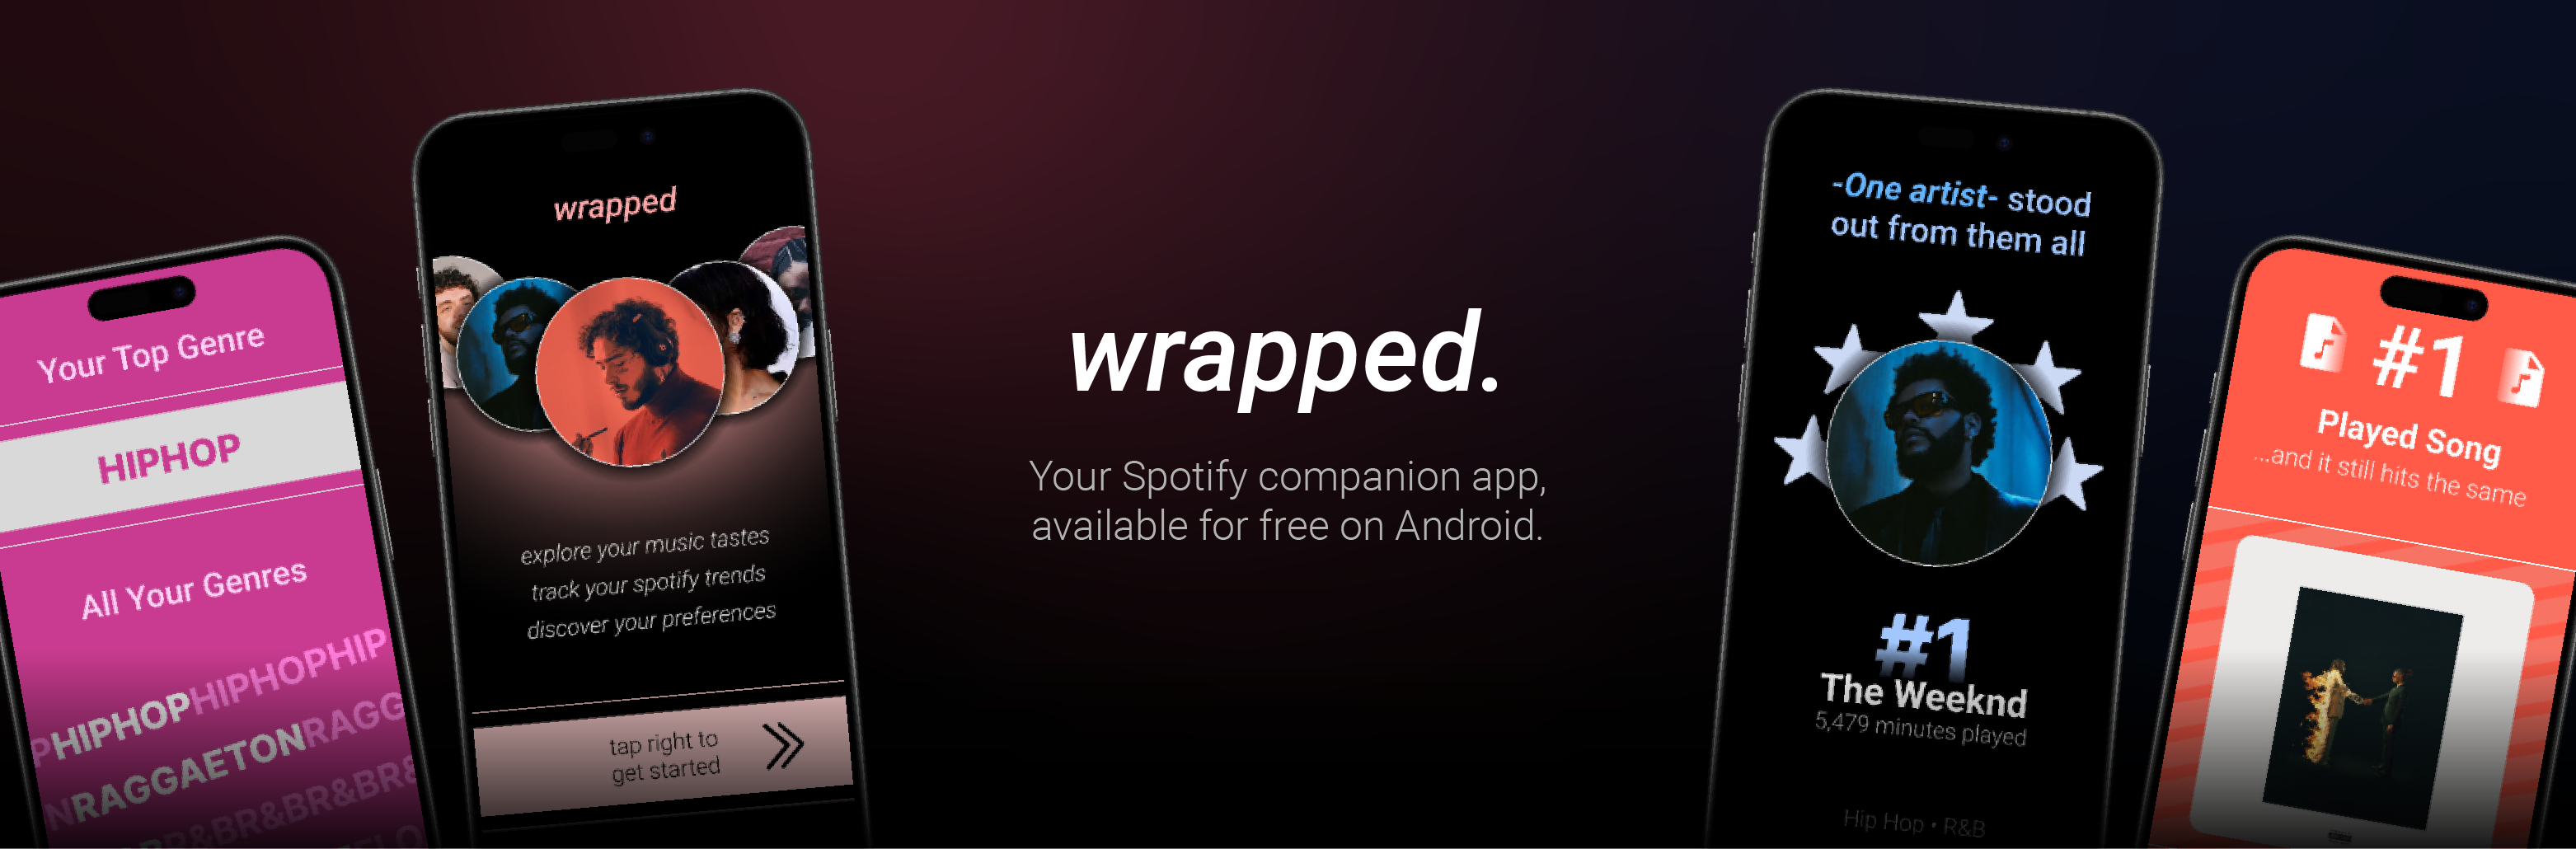 Your Top Genre
HIPHOP
All Your Genres
PHIPHOPHIPHOPHIP
NRAGGAETONRAGG
R&BR&BR&
wrapped
explore your music tastes
track your spotify trends
discover your preferences
tap right to
get started
wrapped.
Your Spotify companion app,
available for free on Android.
-One artist- stood
out from them all
#1
The Weeknd
5,479 minutes played
Hip Hop • R&B
#1
Played Song
...and it still hits the same